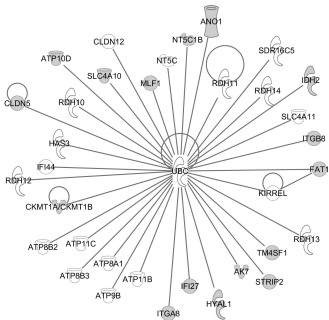 ANO1
CLDN12
NT5C1B
SDR16C5
ATP10D
NT5C
SLC4A10
MLF1
RDH11
IDH2
CLDN5
RDH10
RDH14
SLC4A11
HAS3
ITGB8
IFI44
UBC
FAT1
RDH12
KIRREL
CKMT1A/CKMT1B
RDH13
ATP8B2
ATP11C
TM4SF1
ATP8A1
AK7
ATP8B3
ATP11B
STRIP2
ATP9B
IFI27
HYAL1
ITGA8